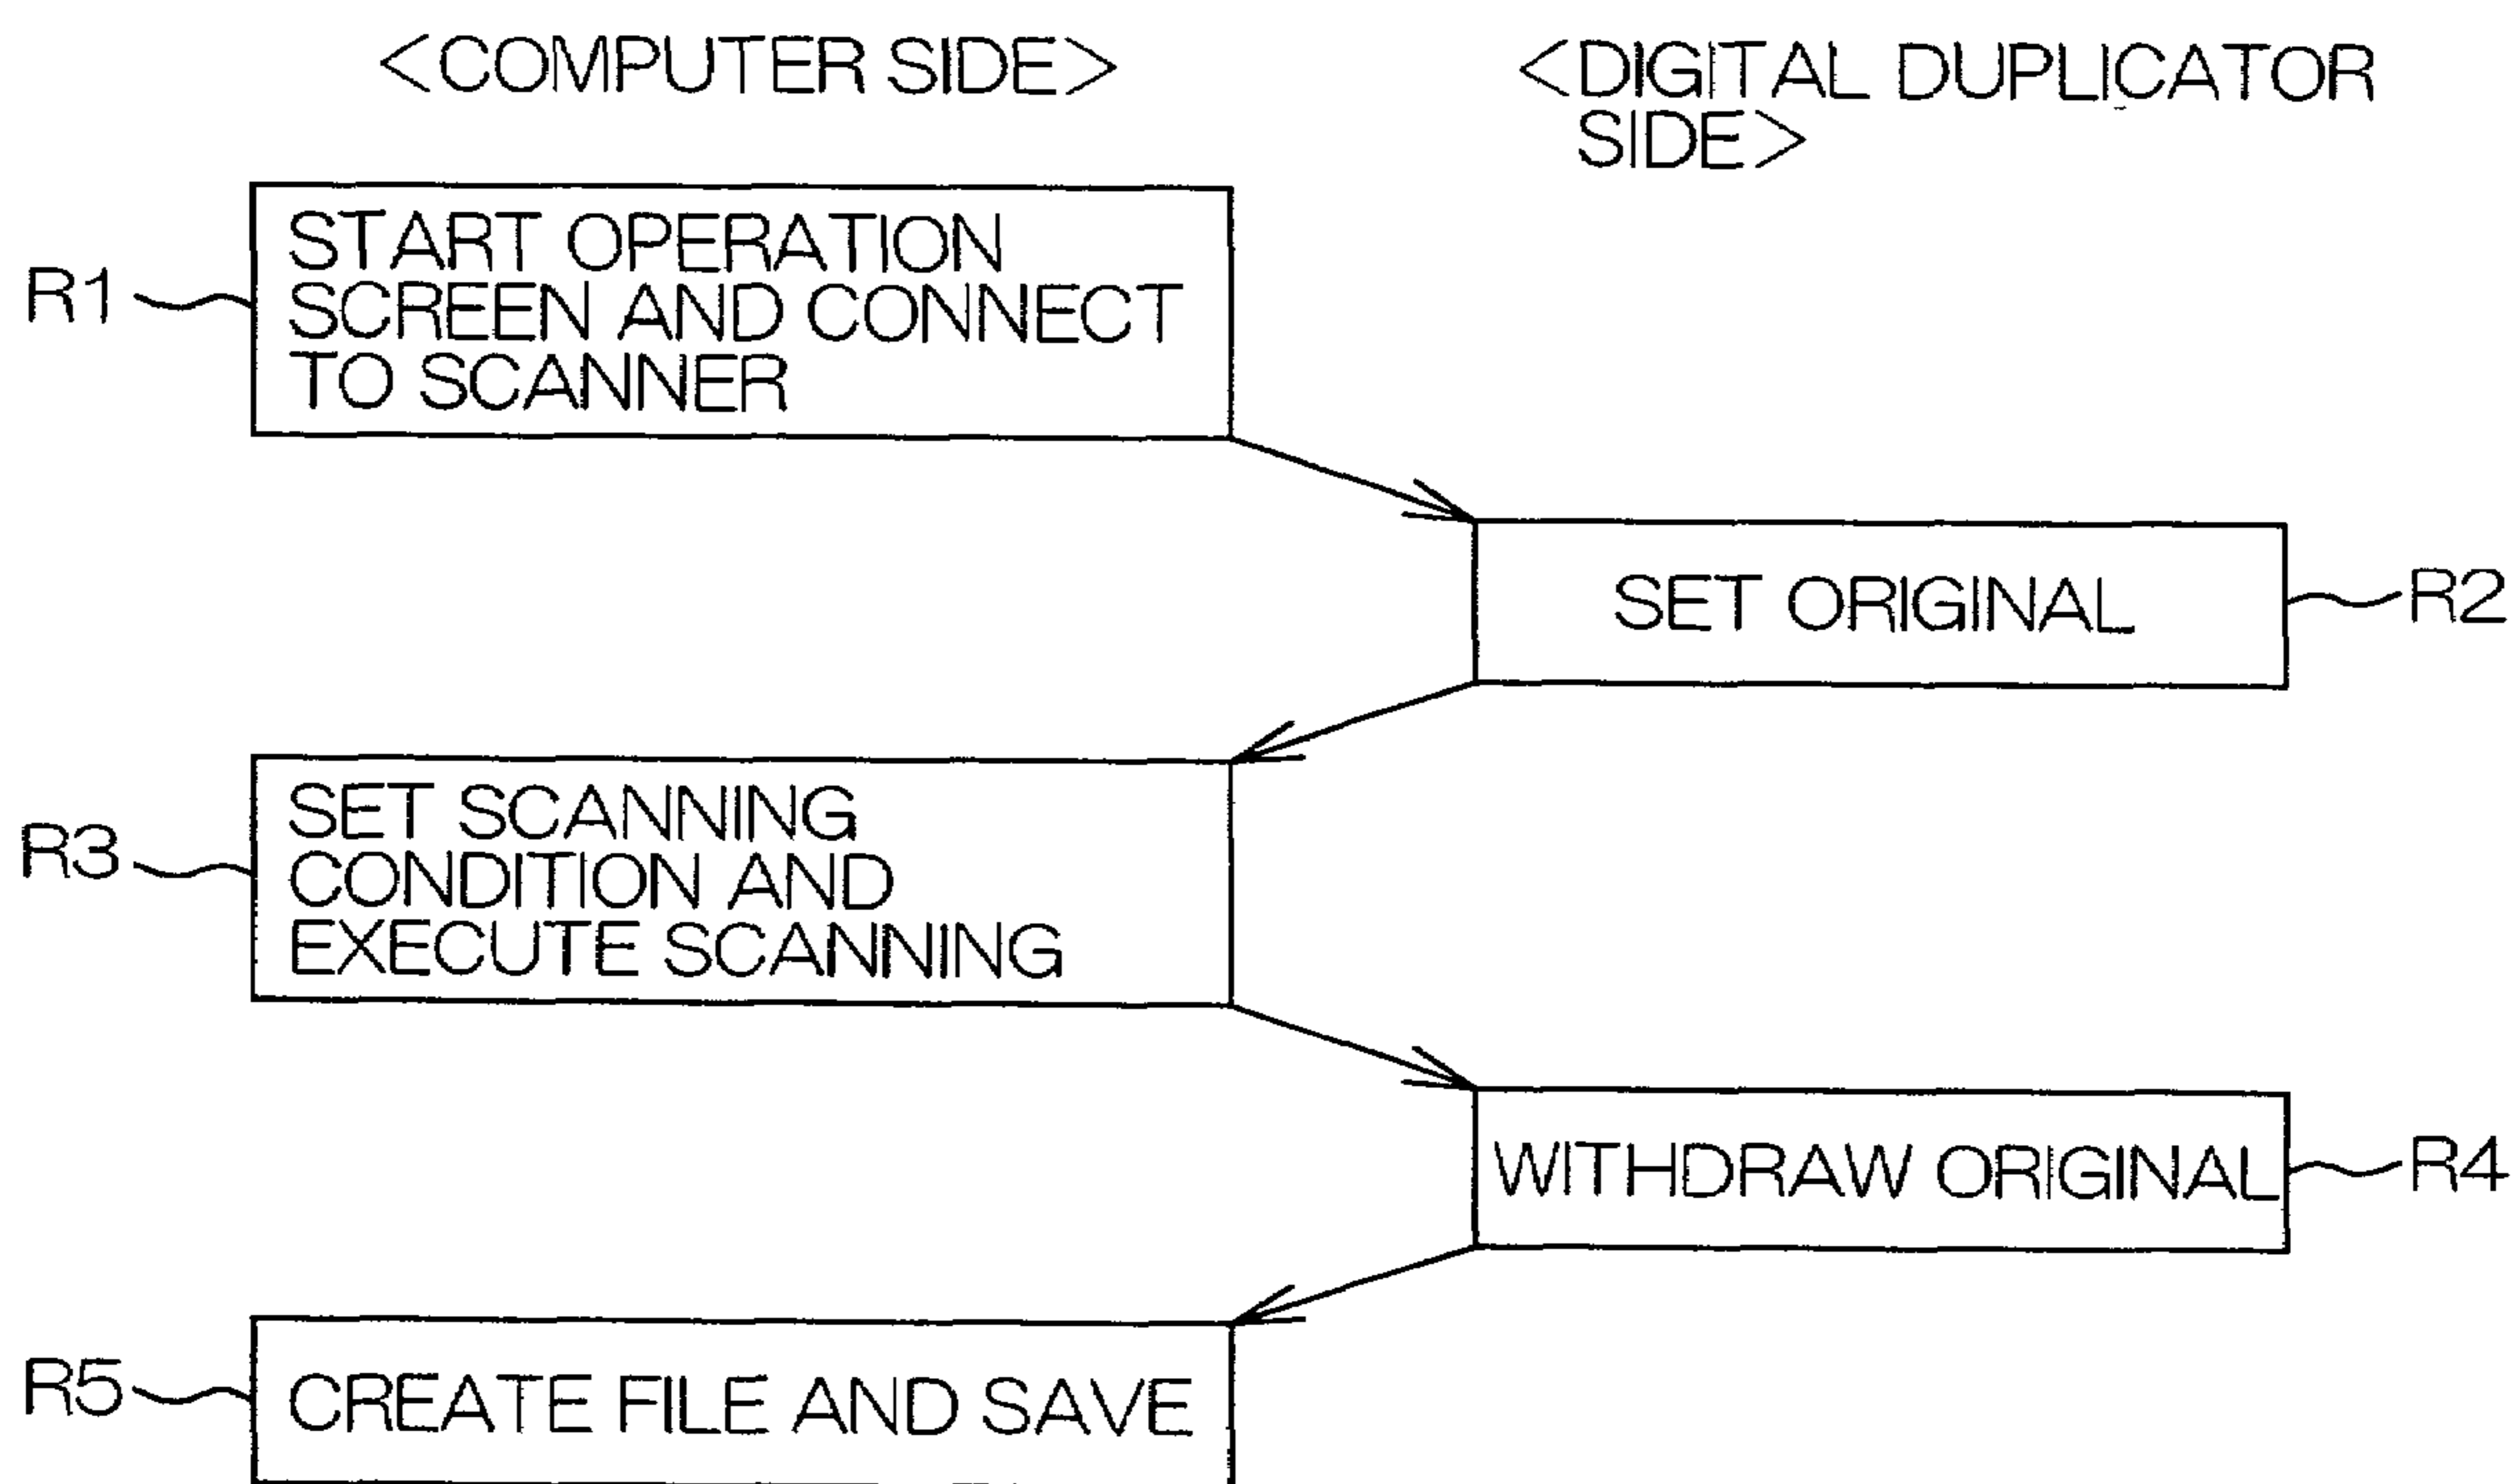 <COMPUTER SIDE>
<DIGITAL DUPLICATOR
SIDE>
R1
START OPERATION
SCREEN AND CONNECT
TO SCANNER
SET ORIGINAL
R2
R3
SET SCANNING
CONDITION AND
EXECUTE SCANNING
WITHDRAW ORIGINAL
R4
R5
CREATE FILE AND SAVE